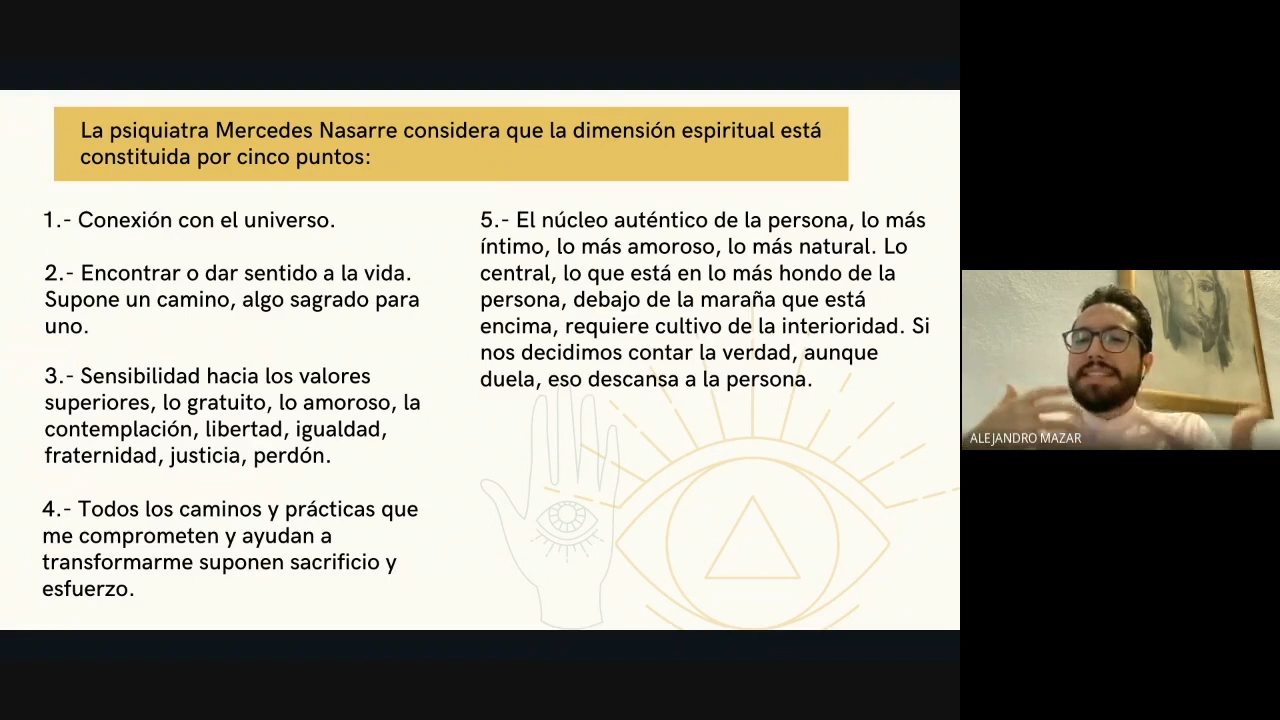 La psiquiatra Mercedes Nasarre considera que la dimensión espiritual está
constituida por cinco puntos:
1.- Conexión con el universo.
2.- Encontrar o dar sentido a la vida.
Supone un camino, algo sagrado para
uno.
3.- Sensibilidad hacia los valores
superiores, lo gratuito, lo amoroso, la
contemplación, libertad, igualdad,
fraternidad, justicia, perdón.
4.- Todos los caminos y prácticas que
me comprometen y ayudan a
transformarme suponen sacrificio y
esfuerzo.
5.- El núcleo auténtico de la persona, lo más
íntimo, lo más amoroso, lo más natural. Lo
central, lo que está en lo más hondo de la
persona, debajo de la maraña que está
encima, requiere cultivo de la interioridad. Si
nos decidimos contar la verdad, aunque
duela, eso descansa a la persona.
ALEJANDRO MAZAR